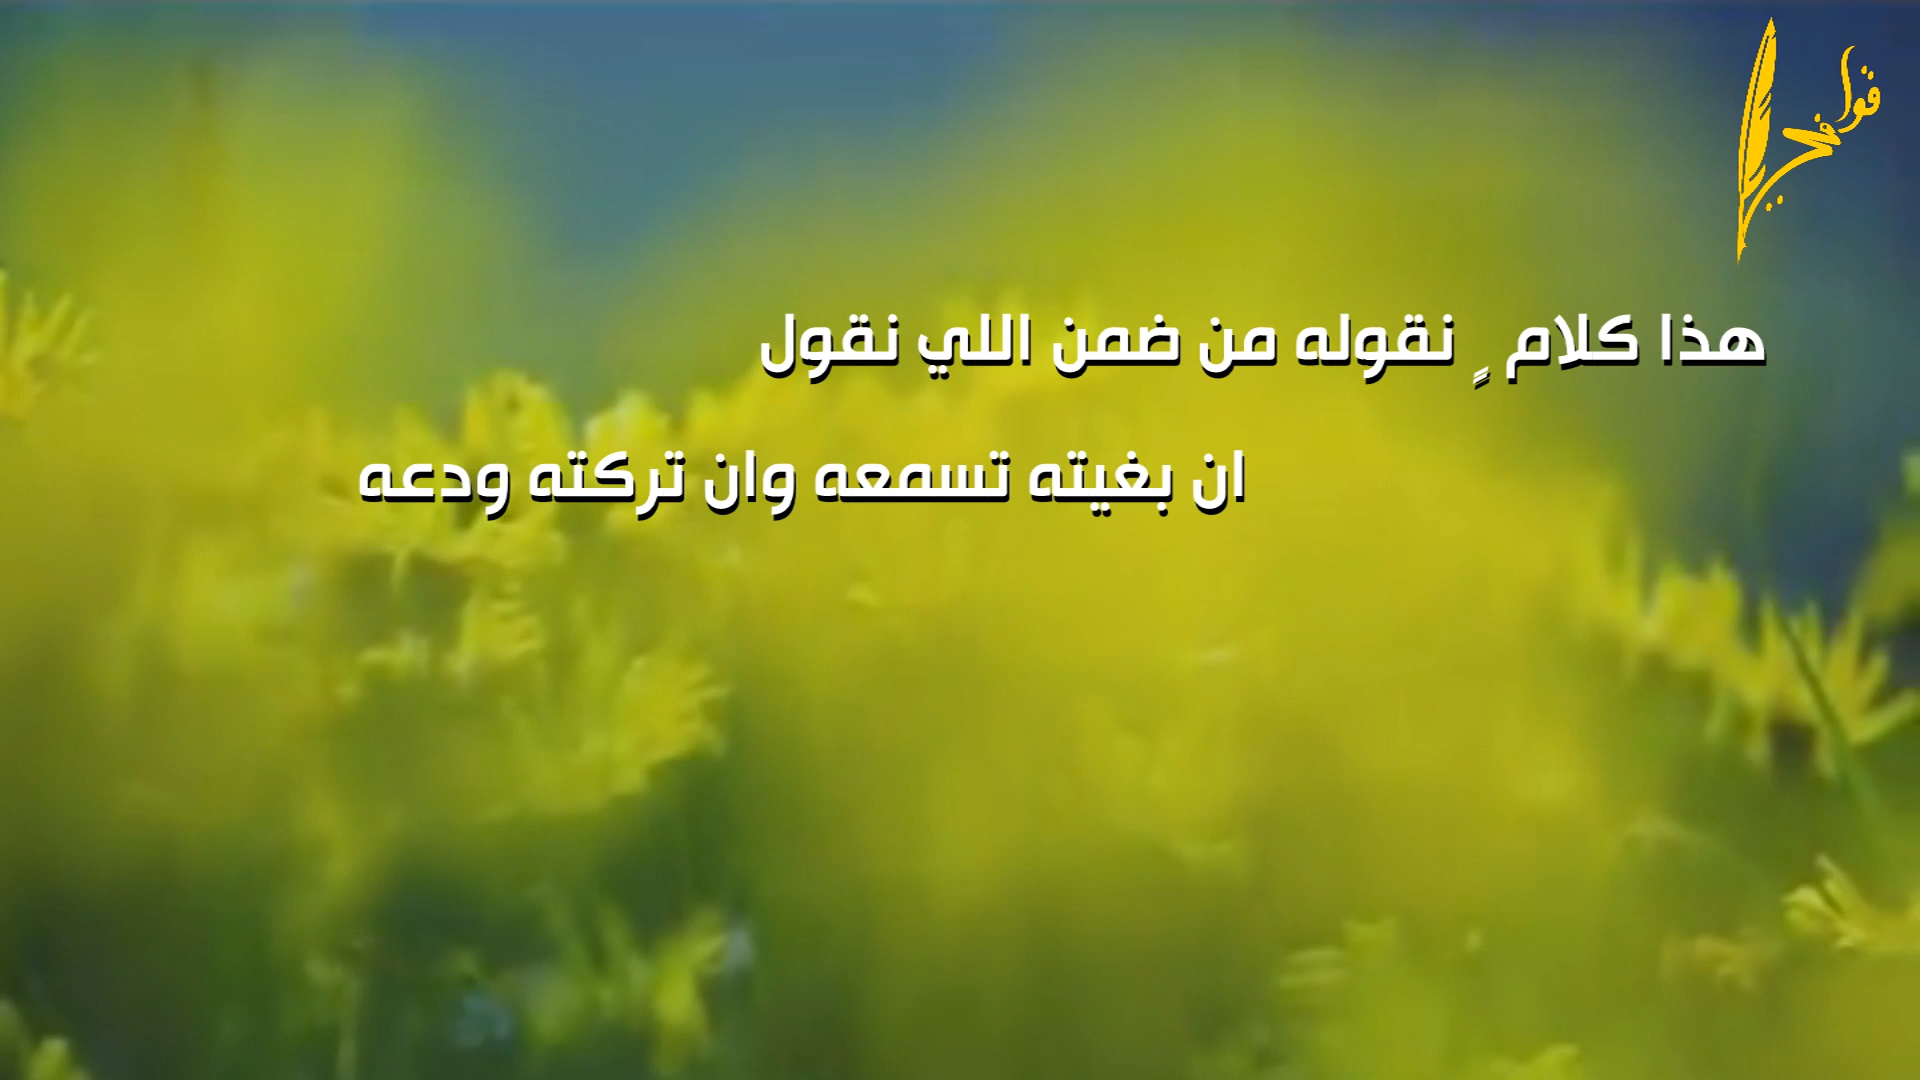 هذا كلام ٍ نقوله من ضمن اللي نقول
ان بغيته تسمعه وان تركته ودعه